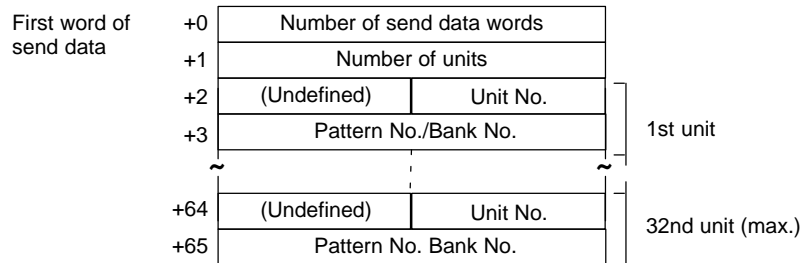 First word of
send data
+0 Number of send data words
+1 Number of units
+2 (Undefined) Unit No.
+3 Pattern No./Bank No.
1st unit
~ ~
+64 (Undefined) Unit No.
+65 Pattern No. Bank No.
32nd unit (max.)